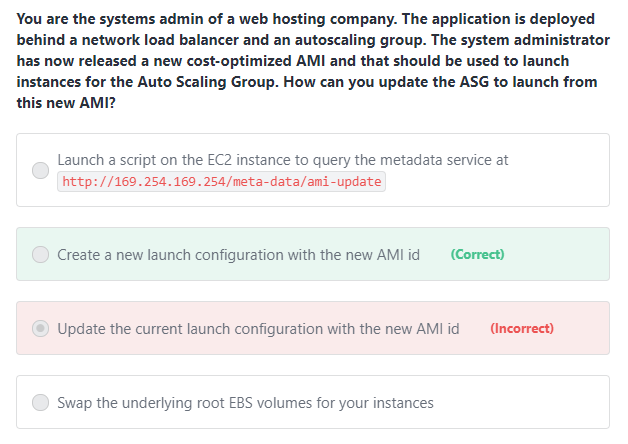 You are the systems admin of a web hosting company. The application is deployed
behind a network load balancer and an autoscaling group. The system administrator
has now released a new cost-optimized AMI and that should be used to launch
instances for the Auto Scaling Group. How can you update the ASG to launch from
this new AMI?
Launch a script on the EC2 instance to query the metadata service at
http://169.254.169.254/meta-data/ami-update
Create a new launch configuration with the new AMI id (Correct)
Update the current launch configuration with the new AMI id (Incorrect)
Swap the underlying root EBS volumes for your instances